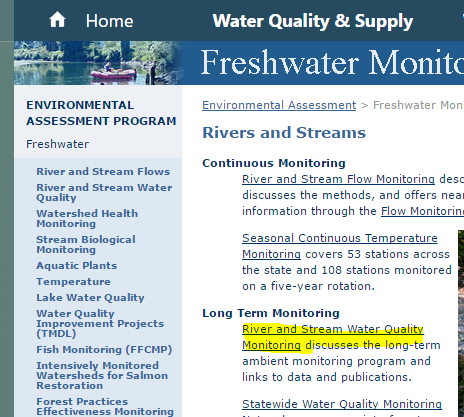 Home
Water Quality & Supply
Freshwater Monito
ENVIRONMENTAL
ASSESSMENT PROGRAM
Freshwater
River and Stream Flows
River and Stream Water
Quality
Watershed Health
Monitoring
Stream Biological
Monitoring
Aquatic Plants
Temperature
Lake Water Quality
Water Quality
Improvement Projects
(TMDL)
Fish Monitoring (FFCMP)
Intensively Monitored
Watersheds for Salmon
Restoration
Forest Practices
Effectiveness Monitoring
Environmental Assessment > Freshwater Mon
Rivers and Streams
Continuous Monitoring
River and Stream Flow Monitoring desc
discusses the methods, and offers nea
information through the Flow Monitorin
Seasonal Continuous Temperature
Monitoring covers 53 stations across
the state and 108 stations monitored
on a five-year rotation.
Long Term Monitoring
River and Stream Water Quality
Monitoring discusses the long-term
ambient monitoring program and
links to data and publications.
Statewide Water Quality Monitoring